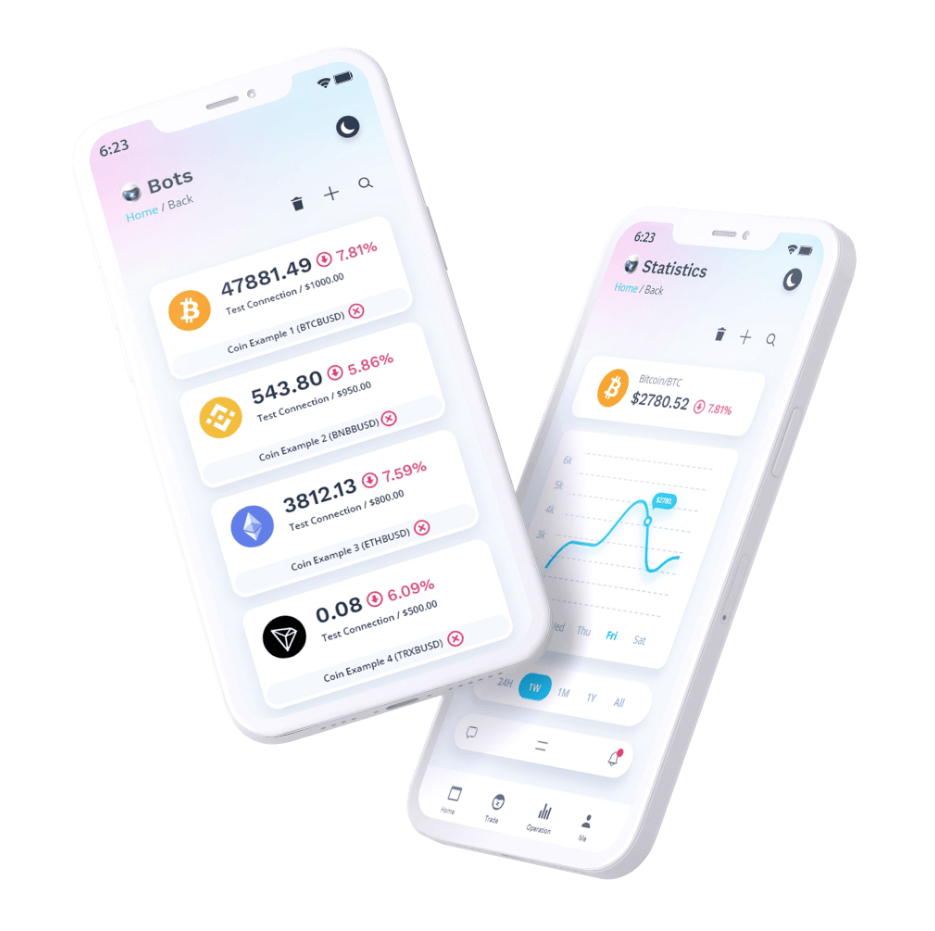 6:23
Bots
Home / Back
47881.49 7.81%
Test Connection / $1000.00
Coin Example 1 (BTCBUSD)
543.80 5.86%
Test Connection / $950.00
Coin Example 2 (BNBBUSD)
3812.13 7.59%
Test Connection / $800.00
Coin Example 3 (ETHBUSD)
0.08 6.09%
Test Connection / $500.00
Coin Example 4 (TRXBUSD)
6:23
Statistics
Home / Back
Bitcoin/BTC
$2780.52 7.81%
6k
5k
4k
3k
$2780
Thu Fri Sat
24H 1W 1M 1Y All
Home Trade Operation Me